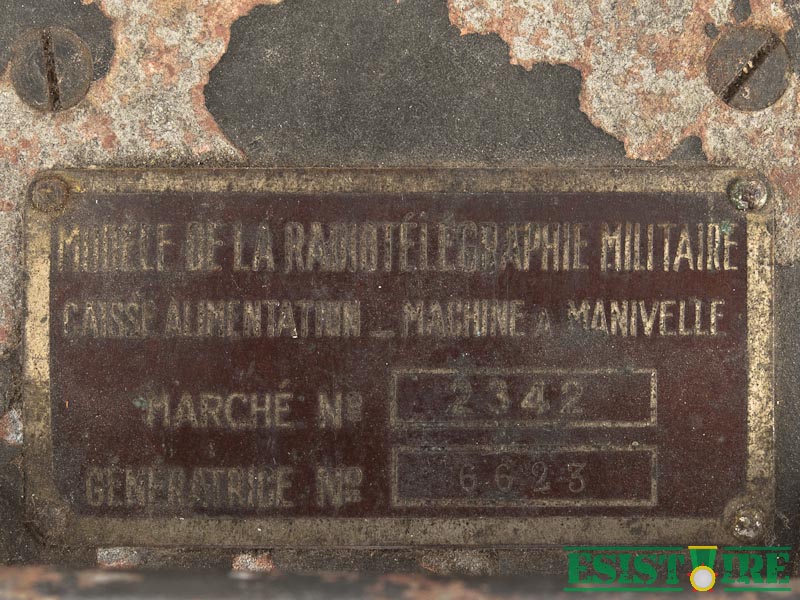 MODÈLE DE LA RADIOTÉLÉGRAPHIE MILITAIRE
CAISSE ALIMENTATION _ MACHINE A MANIVELLE
MARCHÉ Nº 2342
GÉNÉRATRICE Nº 6623
ESISTOIRE